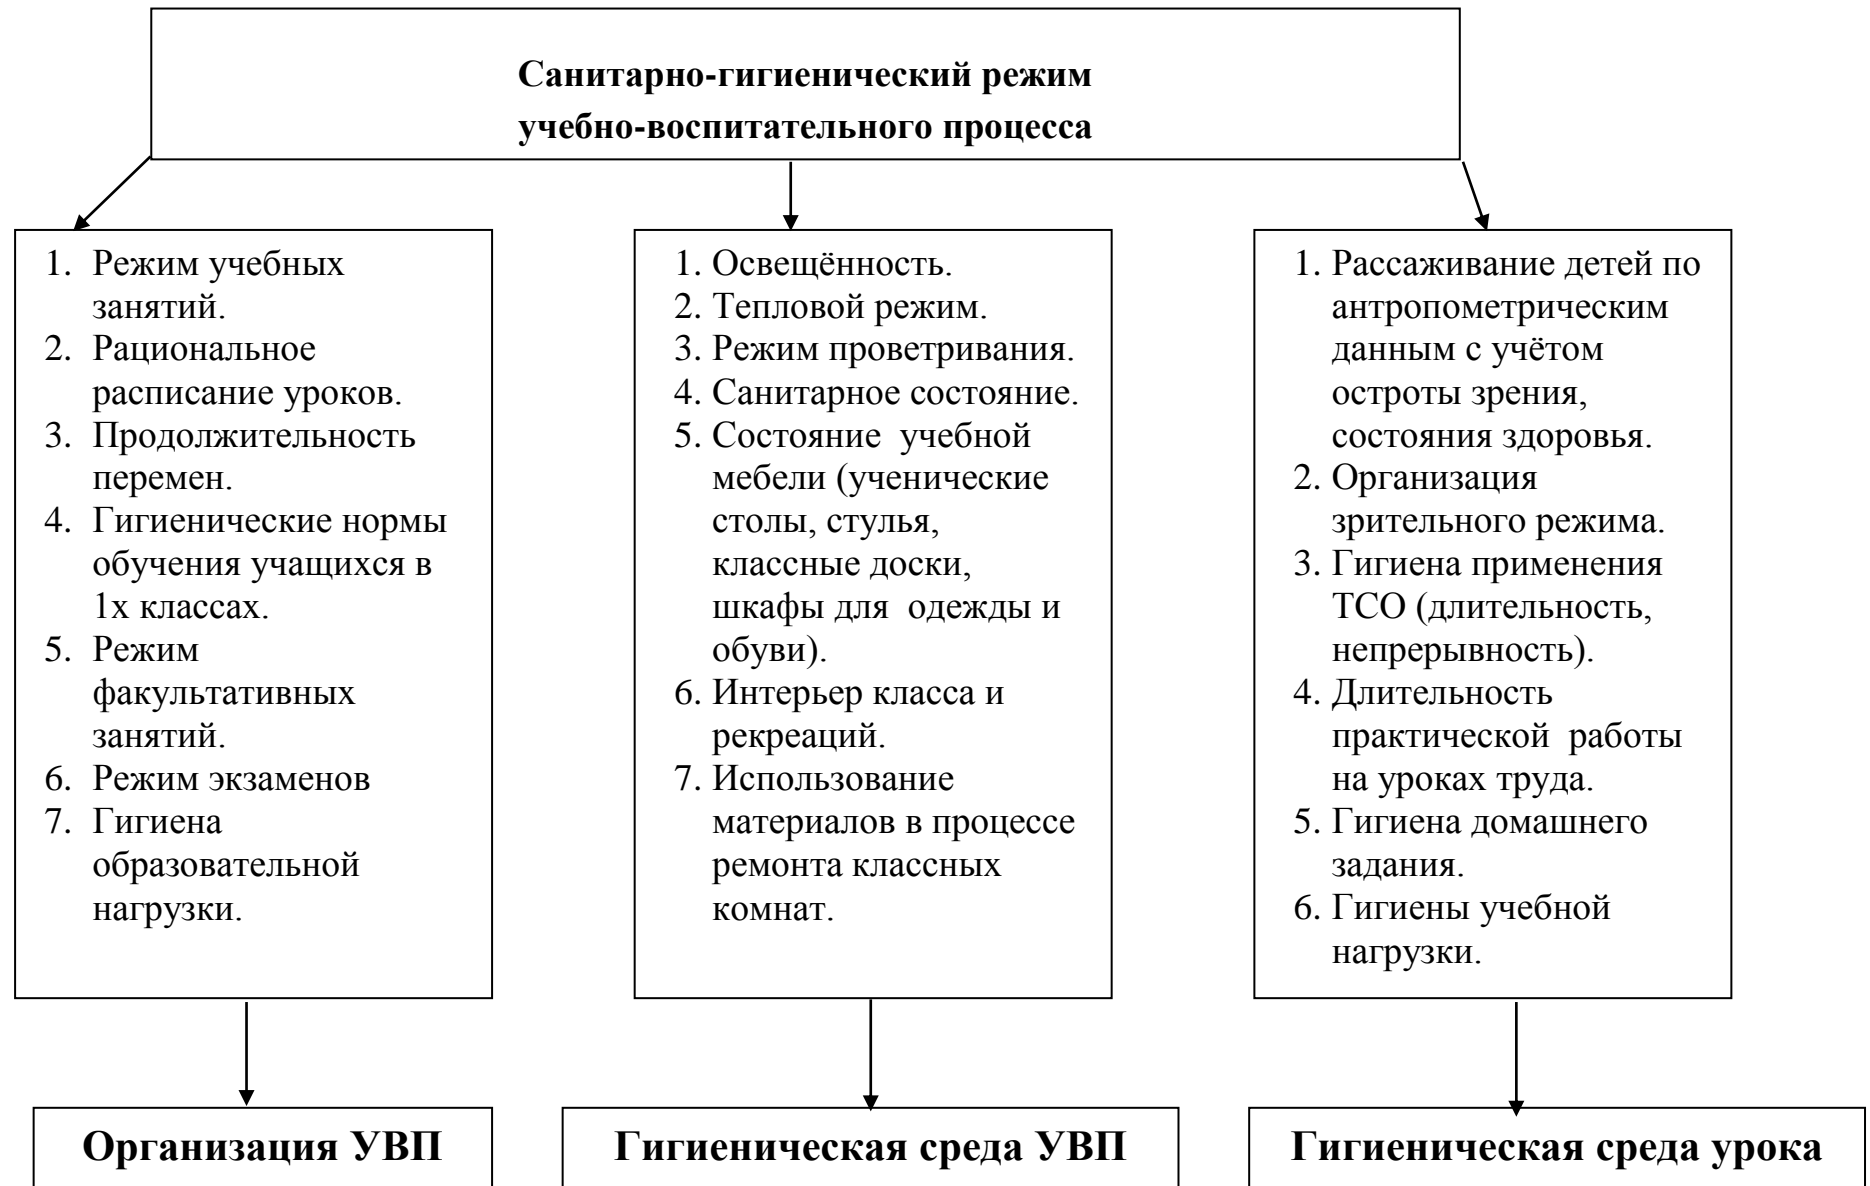 Санитарно-гигиенический режим
учебно-воспитательного процесса
1. Режим учебных
занятий.
2. Рациональное
расписание уроков.
3. Продолжительность
перемен.
4. Гигиенические нормы
обучения учащихся в
1х классах.
5. Режим
факультативных
занятий.
6. Режим экзаменов
7. Гигиена
образовательной
нагрузки.
1. Освещённость.
2. Тепловой режим.
3. Режим проветривания.
4. Санитарное состояние.
5. Состояние учебной
мебели (ученические
столы, стулья,
классные доски,
шкафы для одежды и
обуви).
6. Интерьер класса и
рекреаций.
7. Использование
материалов в процессе
ремонта классных
комнат.
1. Рассаживание детей по
антропометрическим
данным с учётом
остроты зрения,
состояния здоровья.
2. Организация
зрительного режима.
3. Гигиена применения
ТСО (длительность,
непрерывность).
4. Длительность
практической работы
на уроках труда.
5. Гигиена домашнего
задания.
6. Гигиены учебной
нагрузки.
Организация УВП
Гигиеническая среда УВП
Гигиеническая среда урока